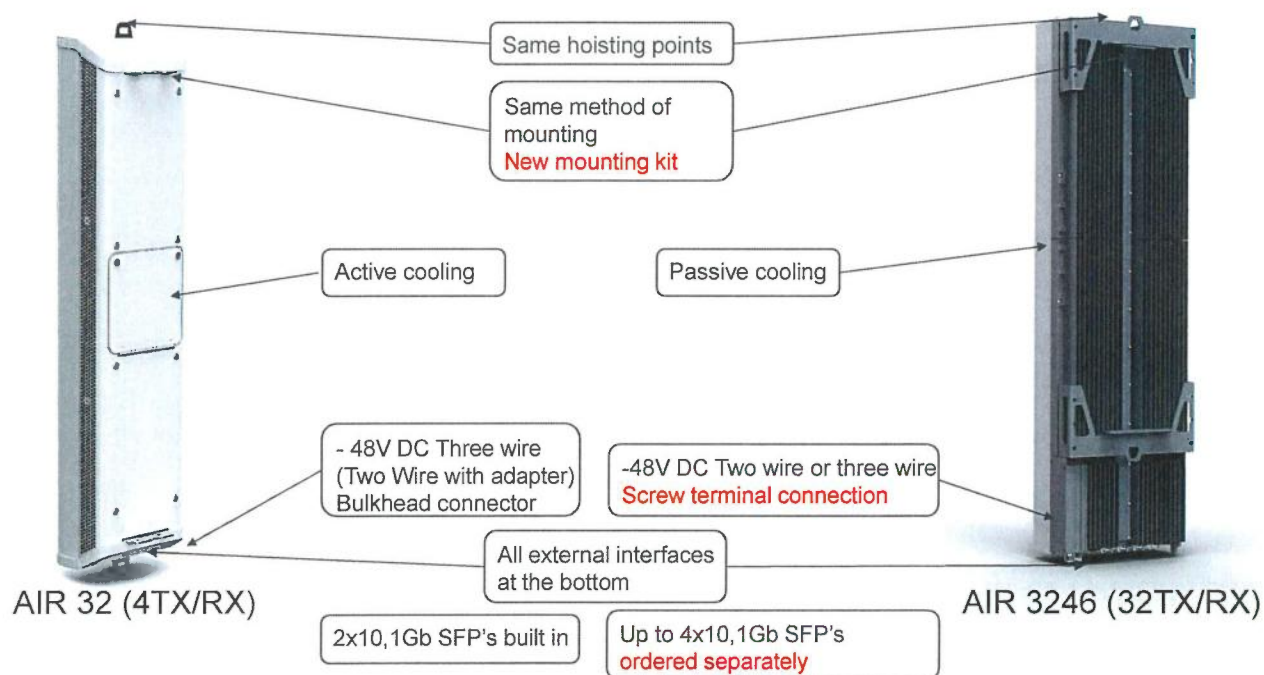 Same hoisting points
Same method of
mounting
New mounting kit
Active cooling
Passive cooling
- 48V DC Three wire
(Two Wire with adapter)
Bulkhead connector
-48V DC Two wire or three wire
Screw terminal connection
All external interfaces
at the bottom
AIR 32 (4TX/RX)
AIR 3246 (32TX/RX)
2x10,1Gb SFP's built in
Up to 4x10,1Gb SFP's
ordered separately